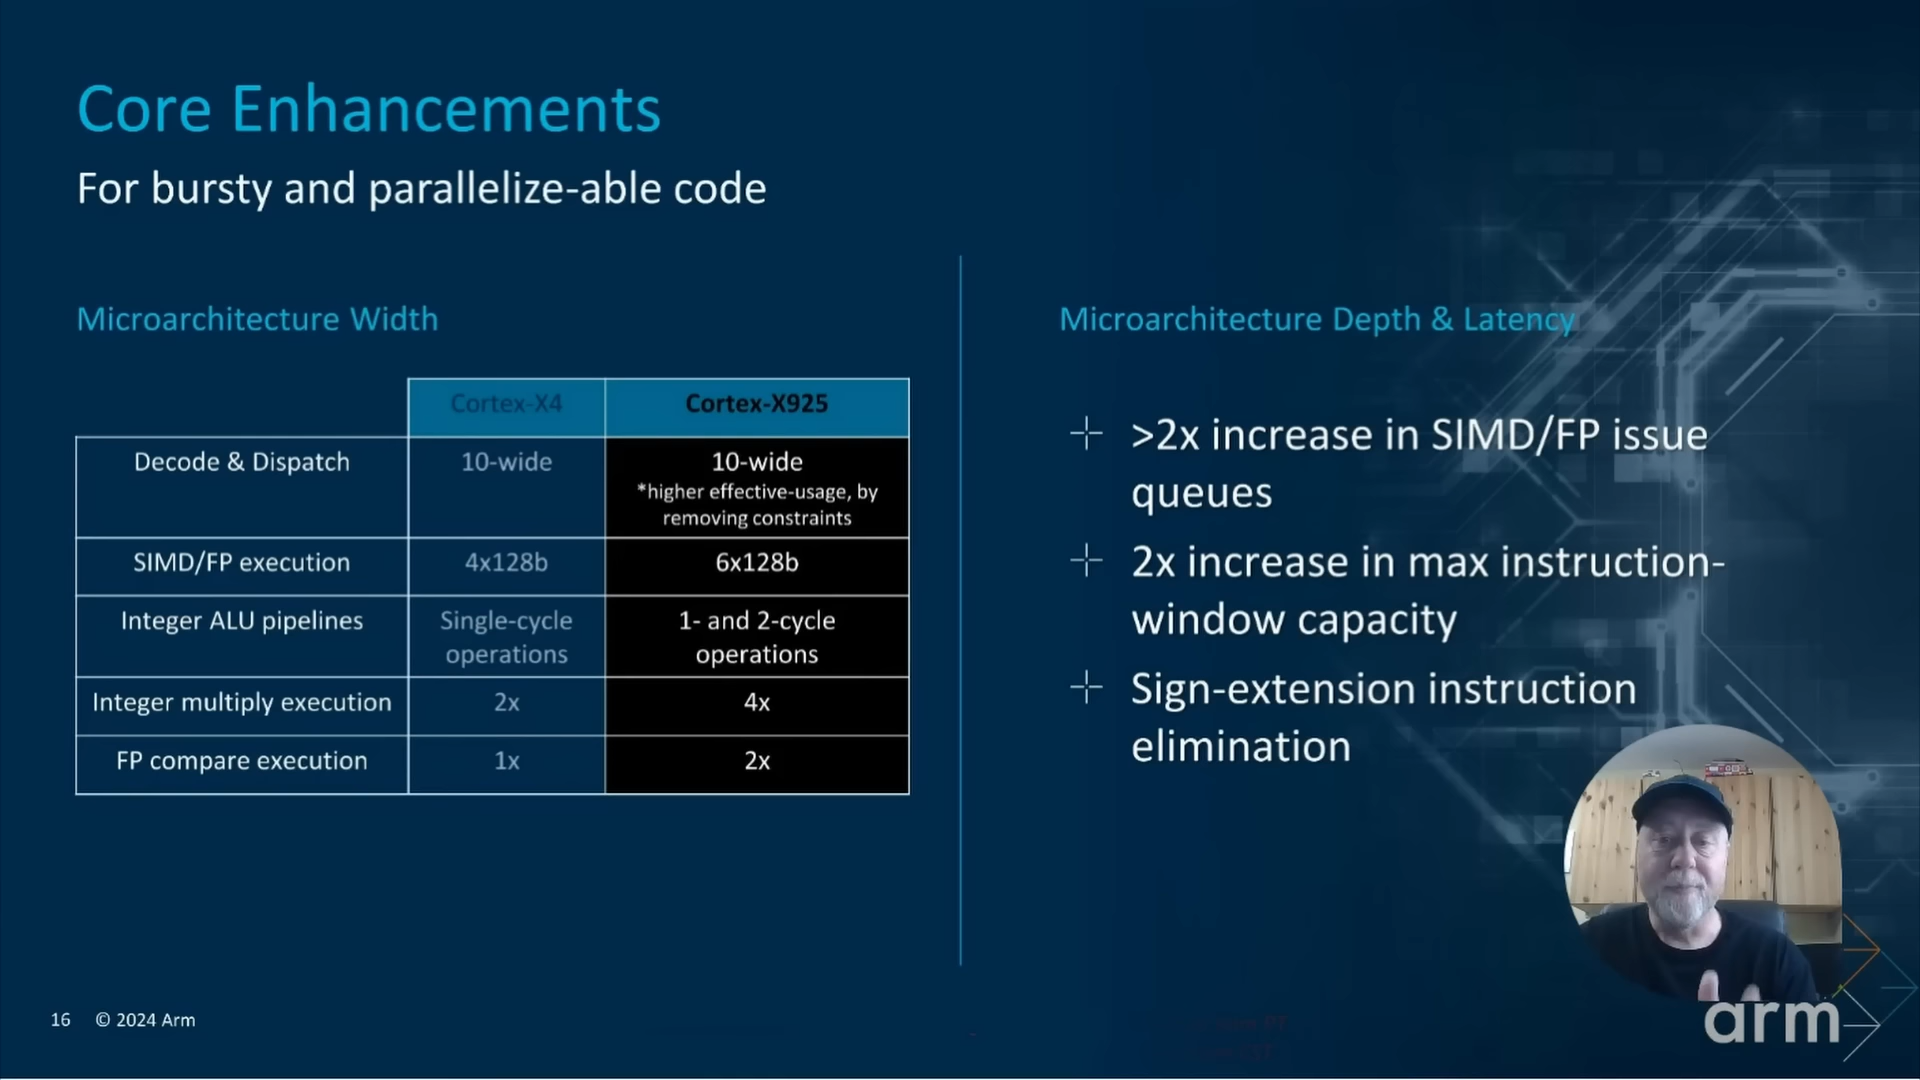 Core Enhancements
For bursty and parallelize-able code
Microarchitecture Width
Cortex-X4 Cortex-X925
Decode & Dispatch 10-wide 10-wide
*higher effective-usage, by
removing constraints
SIMD/FP execution 4x128b 6x128b
Integer ALU pipelines Single-cycle 1- and 2-cycle
operations operations
Integer multiply execution 2x 4x
FP compare execution 1x 2x
Microarchitecture Depth & Latency
>2x increase in SIMD/FP issue
queues
2x increase in max instruction-
window capacity
Sign-extension instruction
elimination
16 © 2024 Arm
arm